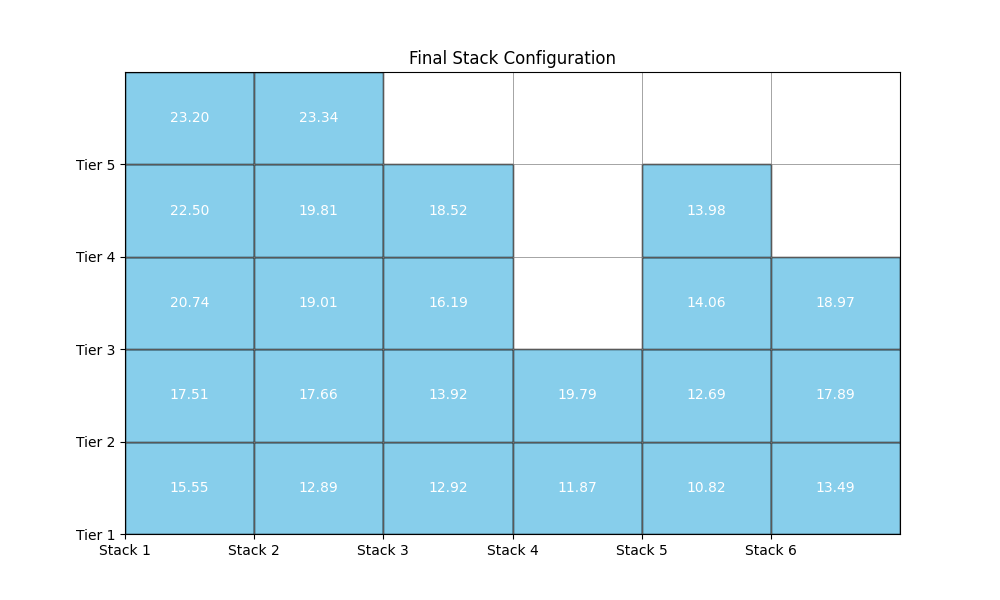 Final Stack Configuration
23.20 23.34
Tier 5
22.50 19.81 18.52 13.98
Tier 4
20.74 19.01 16.19 14.06 18.97
Tier 3
17.51 17.66 13.92 19.79 12.69 17.89
Tier 2
15.55 12.89 12.92 11.87 10.82 13.49
Tier 1
Stack 1 Stack 2 Stack 3 Stack 4 Stack 5 Stack 6